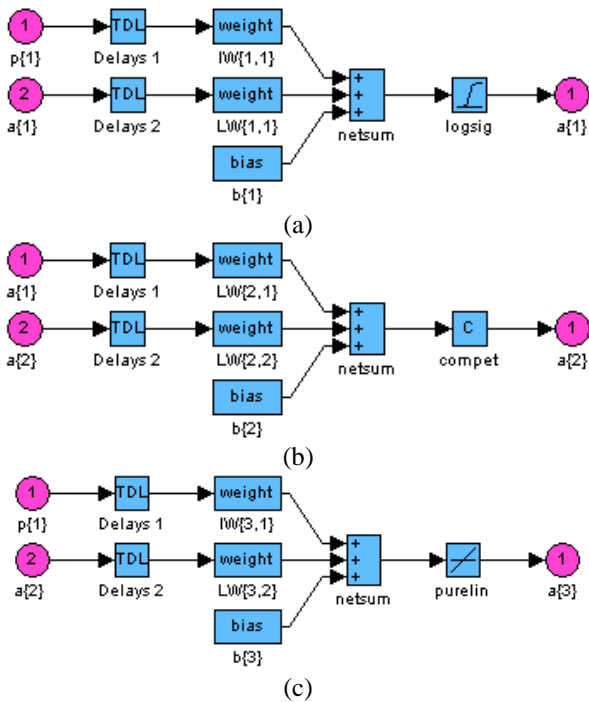 1 TDL weight
p{1} Delays 1 IW{1,1}
2 TDL weight + + + 1
a{1} Delays 2 LW{1,1} netsum logsig a{1}
bias
b{1}
(a)
1 TDL weight
a{1} Delays 1 LW{2,1}
2 TDL weight + + + C 1
a{2} Delays 2 LW{2,2} netsum compet a{2}
bias
b{2}
(b)
1 TDL weight
p{1} Delays 1 IW{3,1}
2 TDL weight + + + 1
a{2} Delays 2 LW{3,2} netsum purelin a{3}
bias
b{3}
(c)